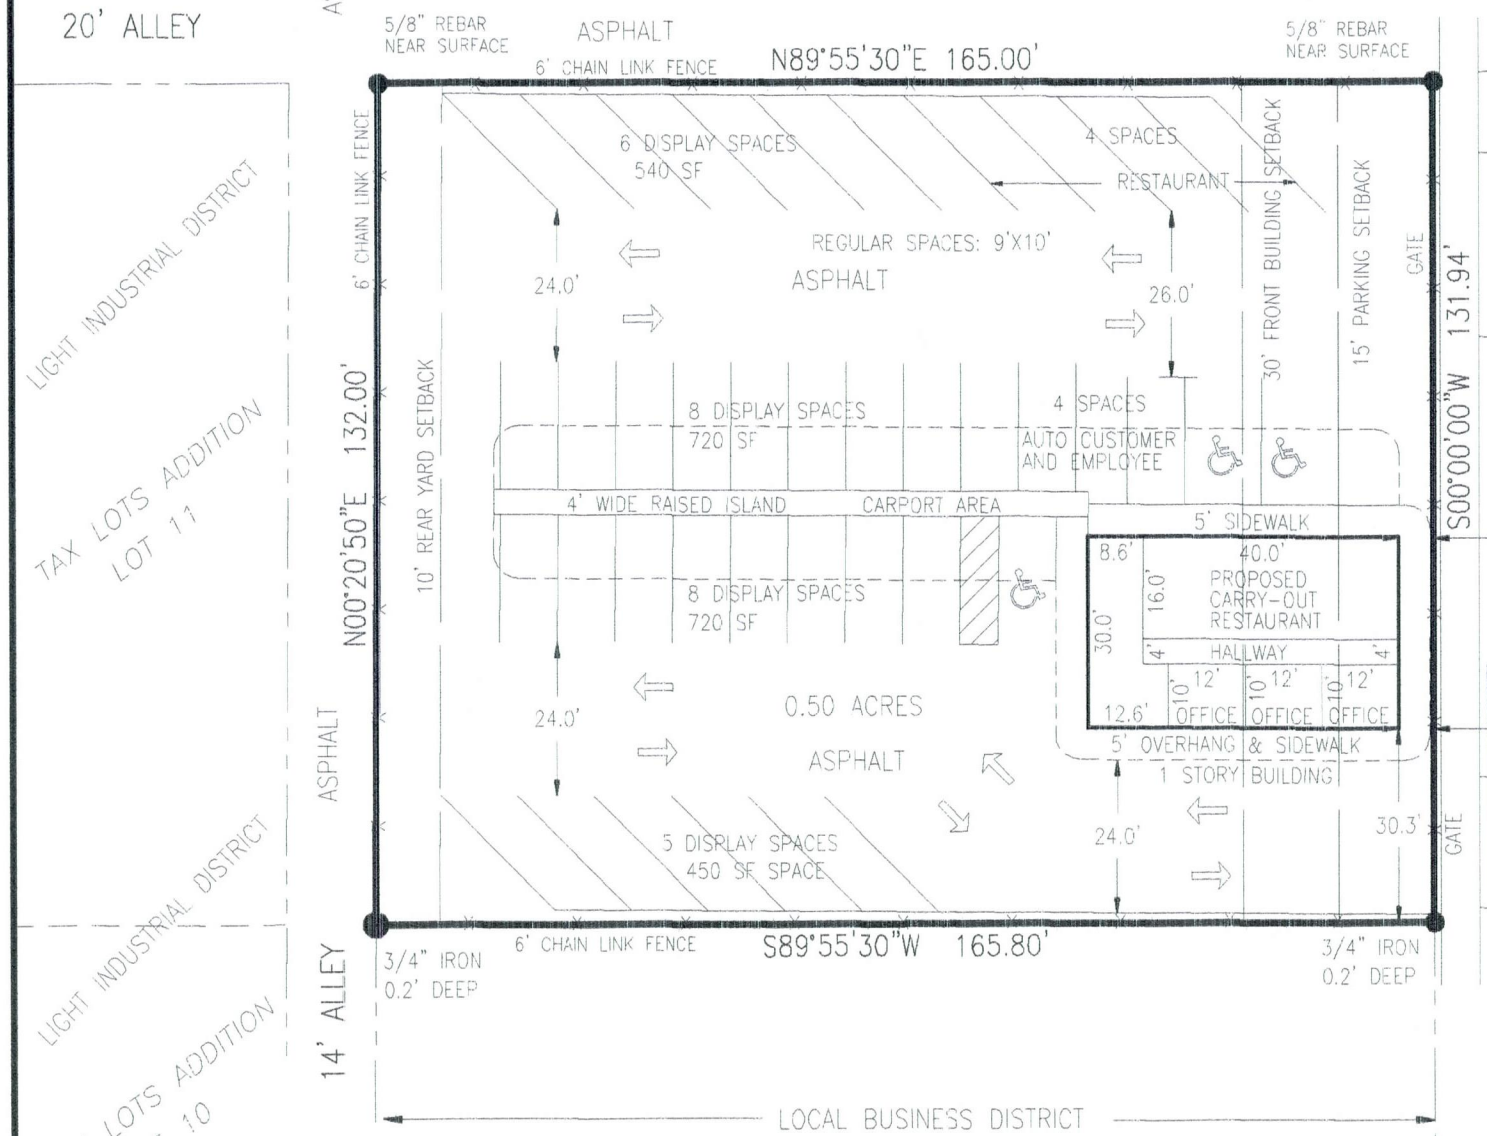 20' ALLEY
5/8" REBAR
NEAR SURFACE
ASPHALT
6' CHAIN LINK FENCE
N89°55'30"E 165.00'
5/8" REBAR
NEAR SURFACE
6' CHAIN LINK FENCE
6 DISPLAY SPACES
540 SF
4 SPACES
RESTAURANT
30' FRONT BUILDING SETBACK
15' PARKING SETBACK
GATE
S00°00'00"W 131.94'
LIGHT INDUSTRIAL DISTRICT
24.0'
REGULAR SPACES: 9'X10'
ASPHALT
26.0'
N00°20'50"E 132.00'
10' REAR YARD SETBACK
8 DISPLAY SPACES
720 SF
4 SPACES
AUTO CUSTOMER
AND EMPLOYEE
TAX LOTS ADDITION
LOT 11
4' WIDE RAISED ISLAND
CARPORT AREA
5' SIDEWALK
8.6'
40.0'
16.0'
30.0'
PROPOSED
CARRY-OUT
RESTAURANT
8 DISPLAY SPACES
720 SF
4'
HALLWAY
4'
10'
12'
10'
12'
10'
12'
12.6'
OFFICE
OFFICE
OFFICE
24.0'
0.50 ACRES
5' OVERHANG & SIDEWALK
ASPHALT
ASPHALT
1 STORY BUILDING
5 DISPLAY SPACES
450 SF SPACE
24.0'
30.3'
GATE
LIGHT INDUSTRIAL DISTRICT
6' CHAIN LINK FENCE
S89°55'30"W 165.80'
3/4" IRON
0.2' DEEP
3/4" IRON
0.2' DEEP
14' ALLEY
LOTS ADDITION
10
LOCAL BUSINESS DISTRICT